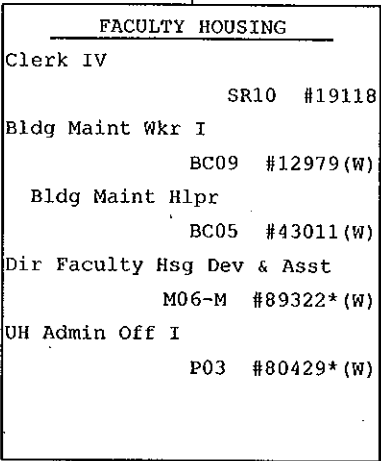 FACULTY HOUSING
Clerk IV
SR10 #19118
Bldg Maint Wkr I
BC09 #12979(W)
Bldg Maint Hlpr
BC05 #43011(W)
Dir Faculty Hsg Dev & Asst
M06-M #89322*(W)
UH Admin Off I
P03 #80429*(W)